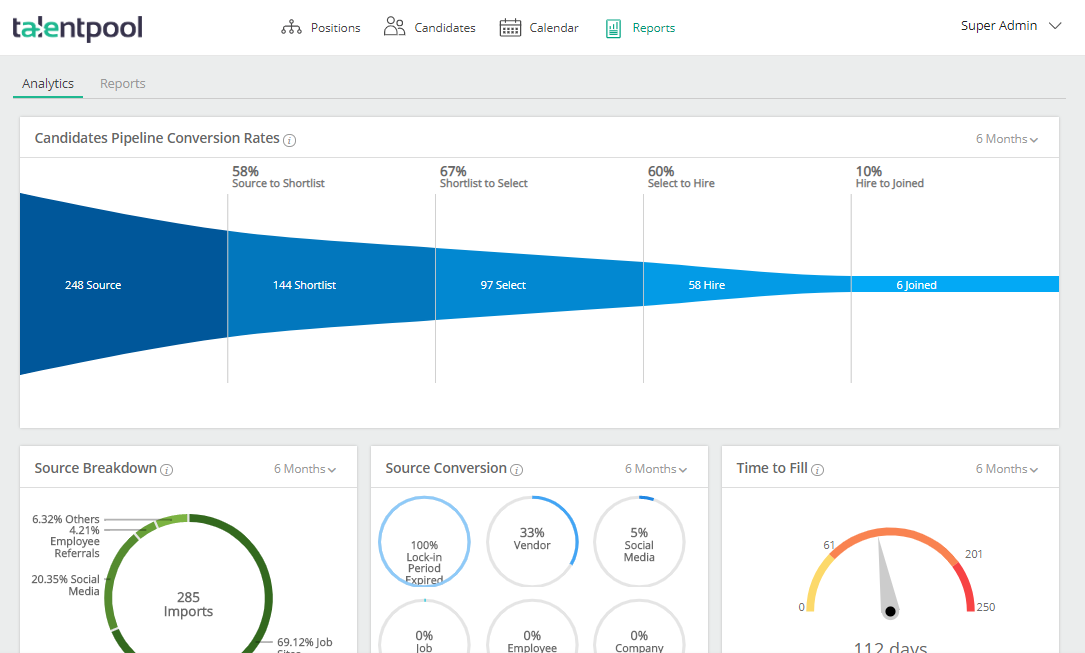 talentpool
Positions
Candidates
Calendar
Reports
Super Admin
Analytics
Reports
Candidates Pipeline Conversion Rates
6 Months
58%
Source to Shortlist
67%
Shortlist to Select
60%
Select to Hire
10%
Hire to Joined
248 Source
144 Shortlist
97 Select
58 Hire
6 Joined
Source Breakdown
6 Months
6.32% Others
4.21%
Employee
Referrals
20.35% Social
Media
285
Imports
69.12% Job
Sites
Source Conversion
6 Months
100%
Lock-in
Period
Expired
33%
Vendor
5%
Social
Media
0%
Job
0%
Employee
0%
Company
Time to Fill
6 Months
0
61
201
250
112 days